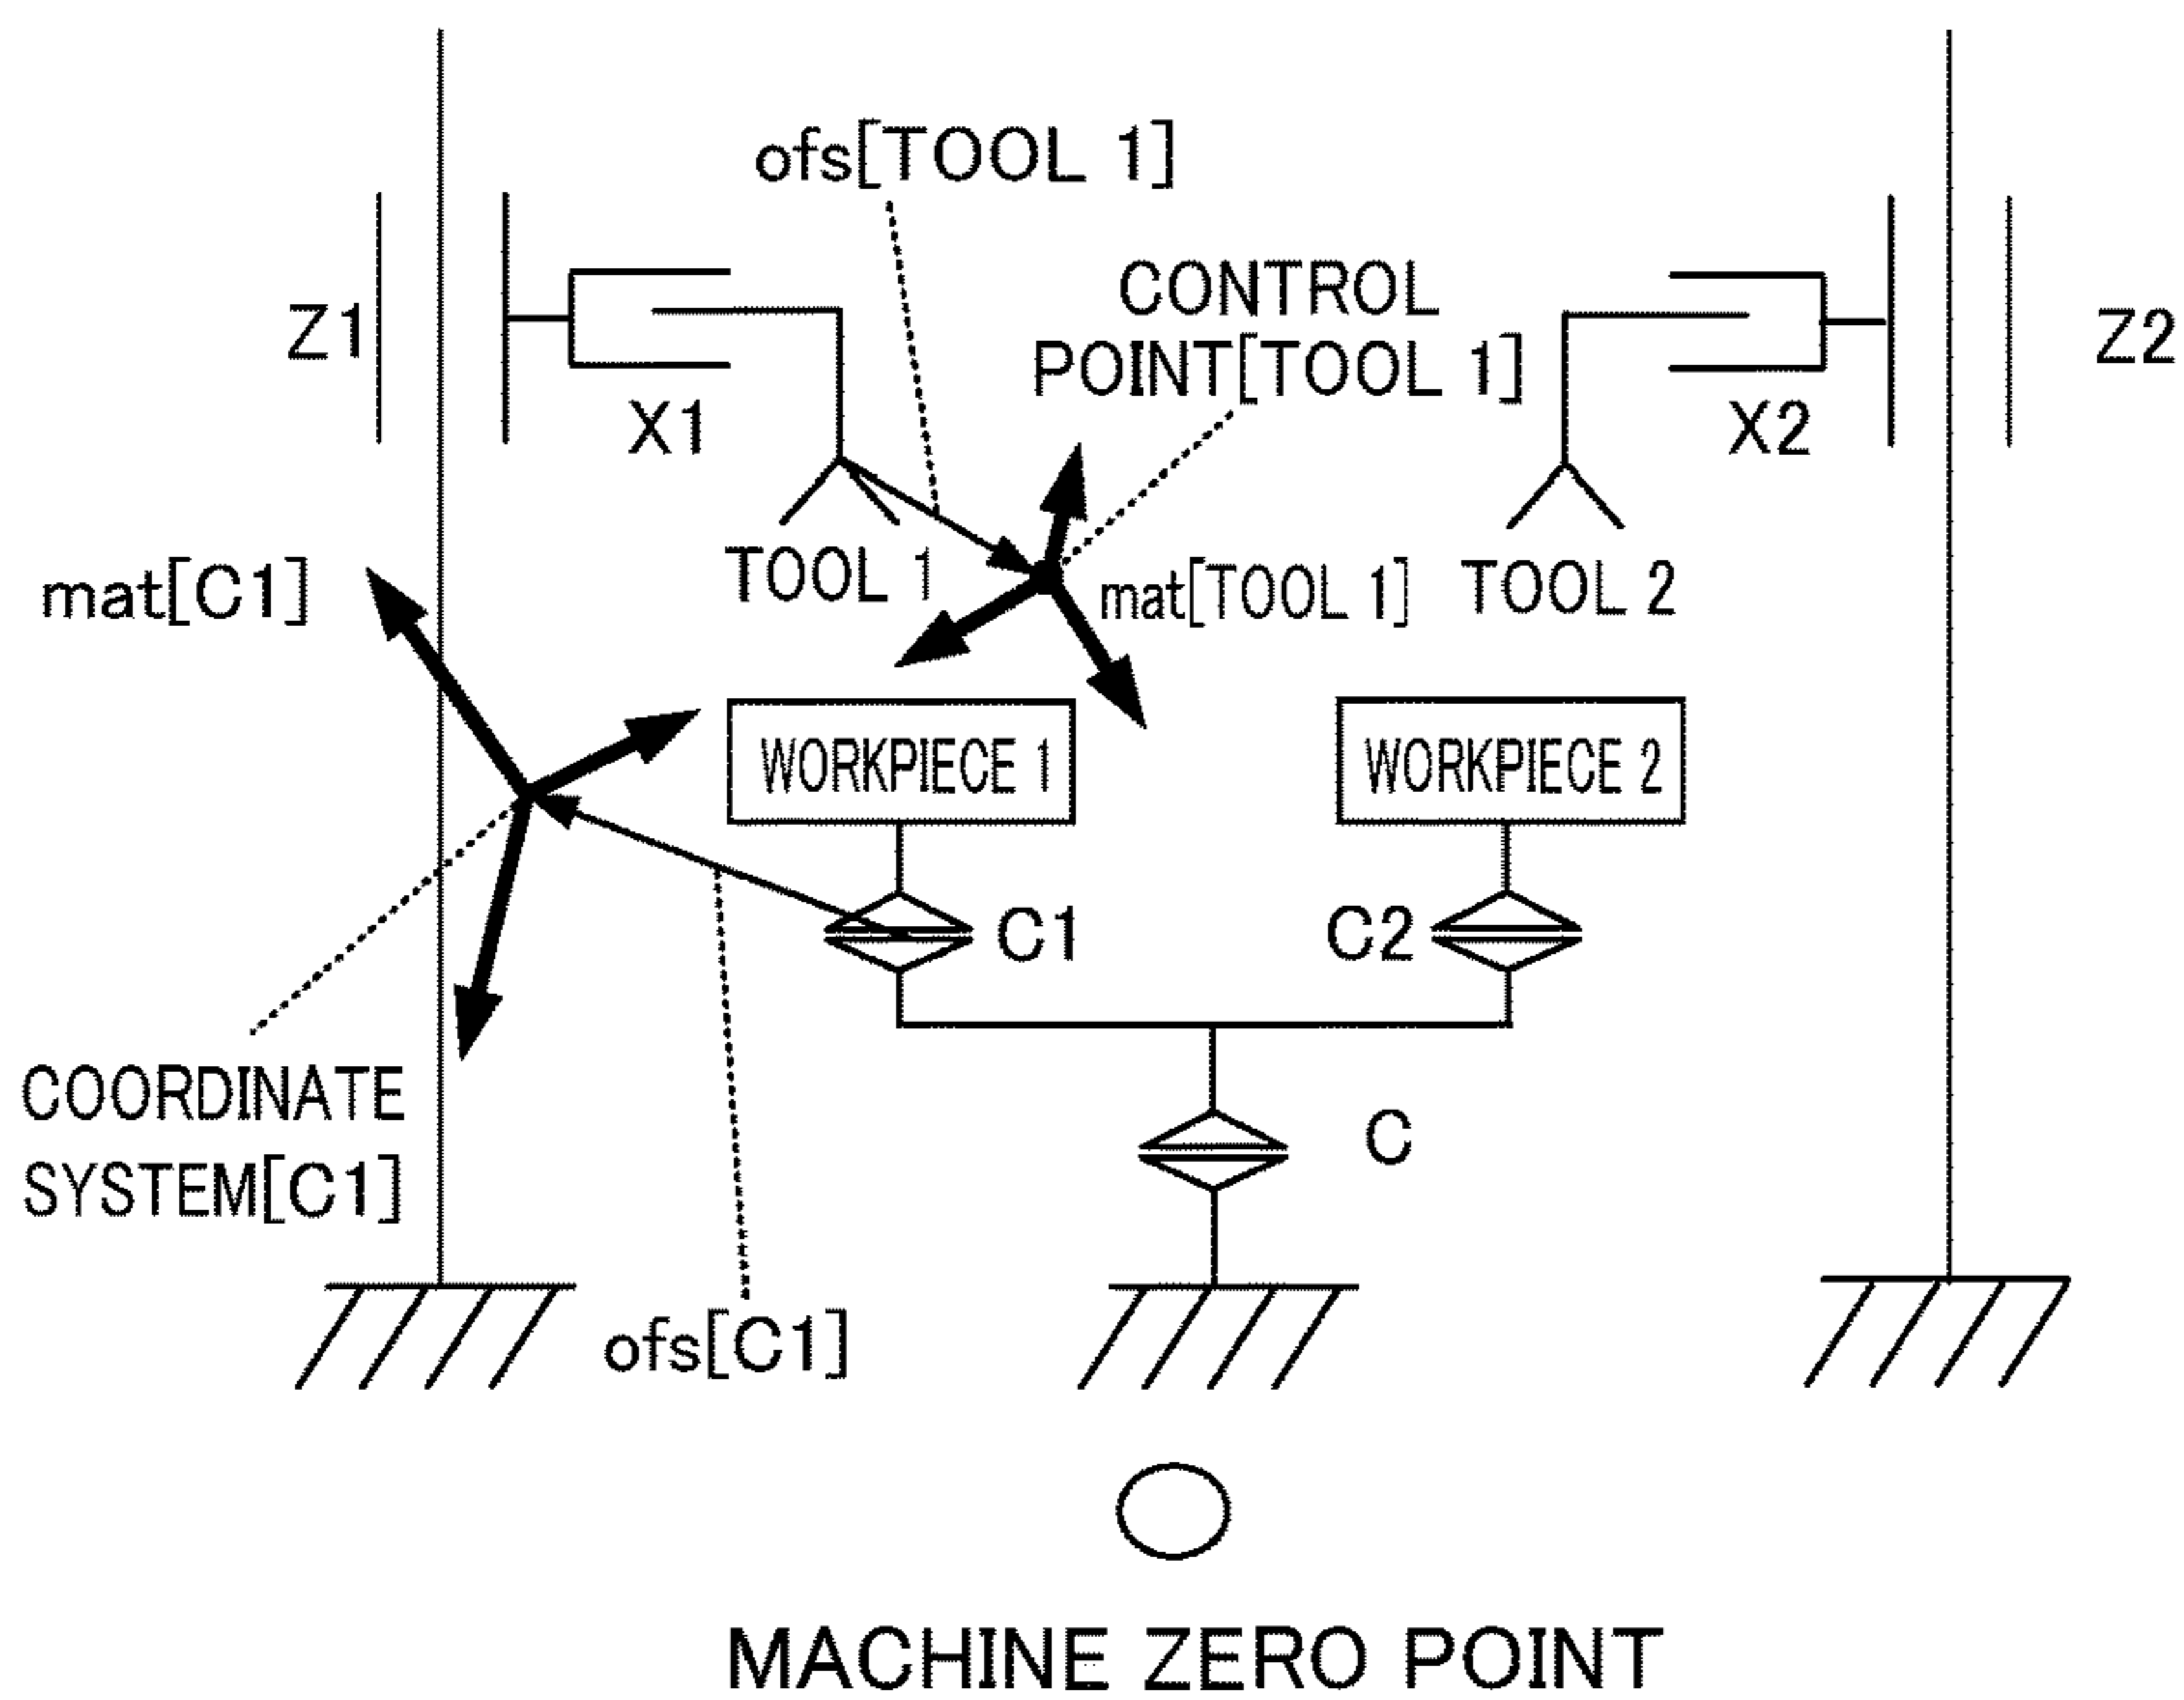 ofs[TOOL 1]
CONTROL
POINT[TOOL 1]
Z1
Z2
X1
X2
TOOL 1
mat[TOOL 1]
TOOL 2
mat[C1]
WORKPIECE 1
WORKPIECE 2
C1
C2
COORDINATE
SYSTEM[C1]
C
ofs[C1]
MACHINE ZERO POINT